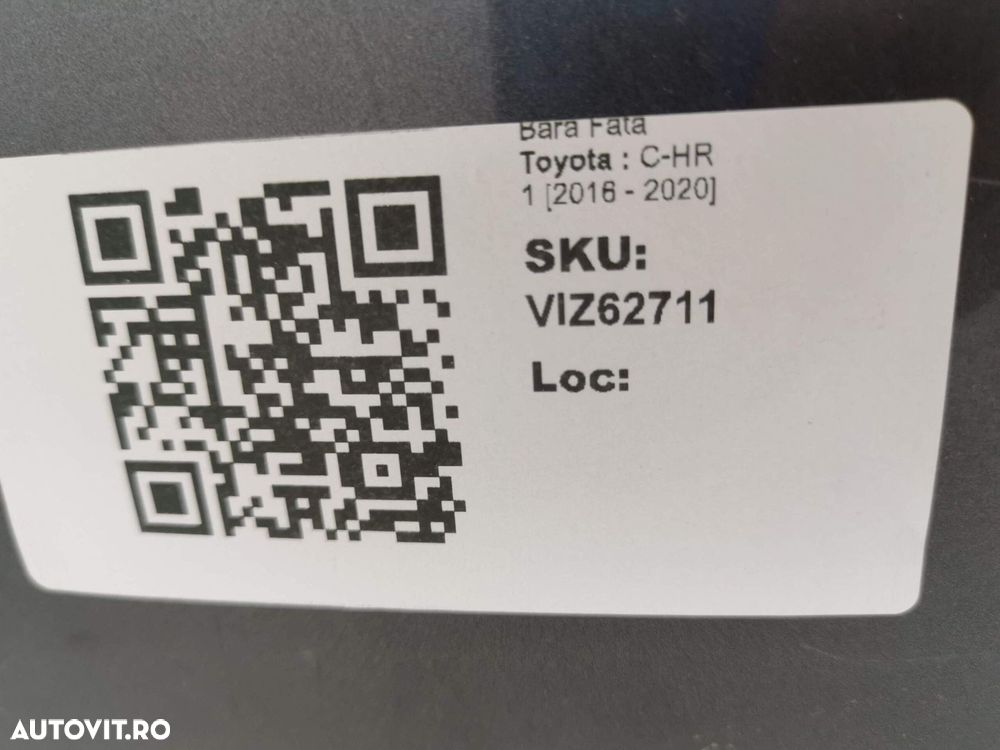 Bara Fata
Toyota : C-HR
1 [2016 - 2020]
SKU:
VIZ62711
Loc:
AUTOVIT.RO